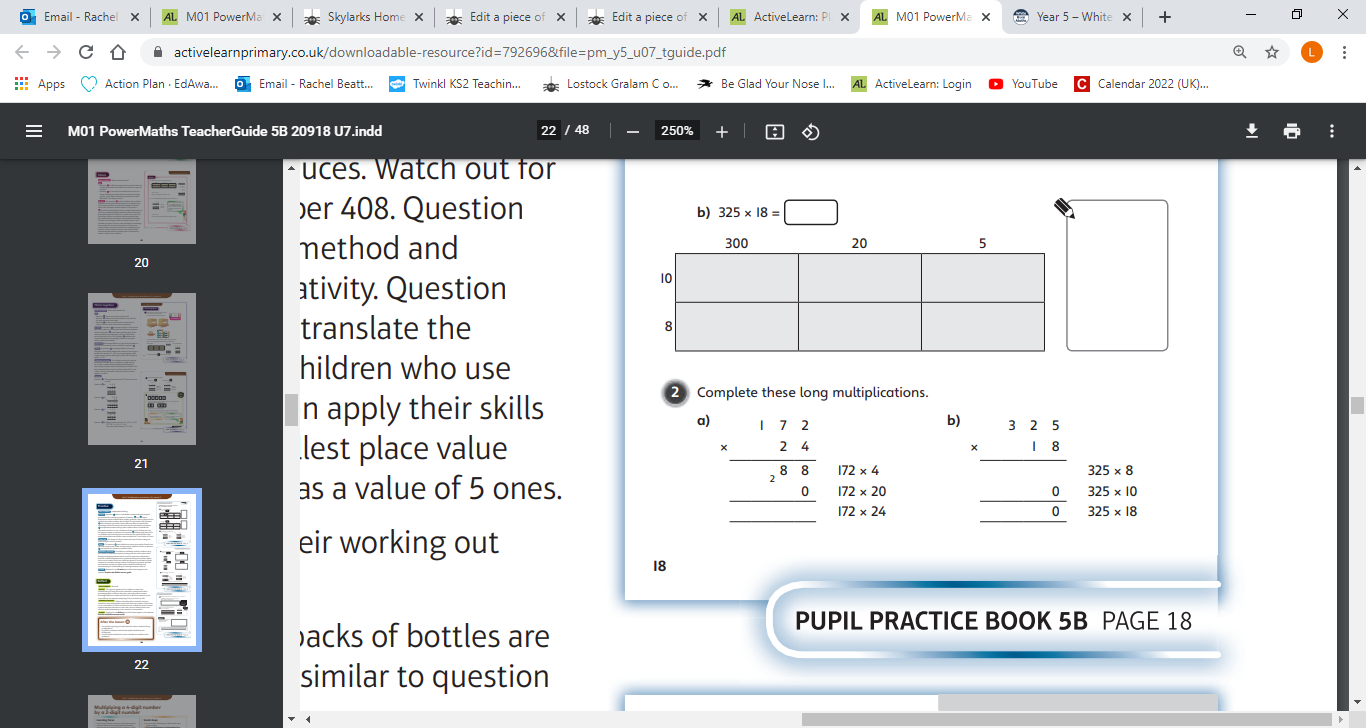 Email - Rachel
M01 PowerMa
Skylarks Home
Edit a piece of
Edit a piece of
ActiveLearn: Pl
M01 PowerMa
Year 5 – White
activelearnprimary.co.uk/downloadable-resource?id=792696&file=pm_y5_u07_tguide.pdf
L
Apps
Action Plan · EdAwa...
Email - Rachel Beatt...
Twinkl KS2 Teachin...
Lostock Gralam C o...
Be Glad Your Nose I...
ActiveLearn: Login
YouTube
Calendar 2022 (UK)...
M01 PowerMaths TeacherGuide 5B 20918 U7.indd
22 / 48
250%
20
21
22
uces. Watch out for
ber 408. Question
method and
ativity. Question
translate the
hildren who use
n apply their skills
llest place value
as a value of 5 ones.
eir working out
backs of bottles are
similar to question
b) 325 × 18 =
300 20 5
10
8
2 Complete these long multiplications.
a)
1 7 2
× 2 4
2 8 8 172 × 4
0 172 × 20
172 × 24
b)
3 2 5
× 1 8
325 × 8
0 325 × 10
0 325 × 18
18
PUPIL PRACTICE BOOK 5B PAGE 18